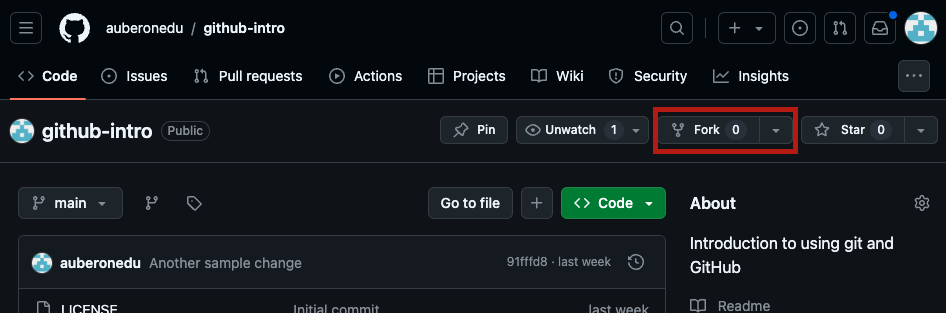 auberonedu / github-intro
Code Issues Pull requests Actions Projects Wiki Security Insights
github-intro Public Pin Unwatch 1 Fork 0 Star 0
main Go to file Code About
Introduction to using git and
GitHub
auberonedu Another sample change 91fffd8 · last week
LICENSE Initial commit last week Readme